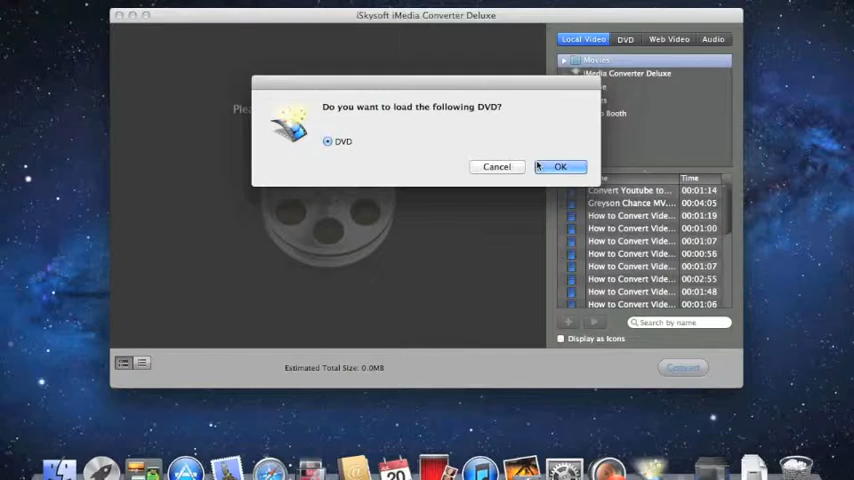 iSkysoft iMedia Converter Deluxe
Local Video DVD Web Video Audio
Movies
iMedia Converter Deluxe
Do you want to load the following DVD?
DVD
Cancel OK
Booth
Time
Convert Youtube to... 00:01:14
Greyson Chance MV.... 00:04:05
How to Convert Vide... 00:01:19
How to Convert Vide... 00:01:00
How to Convert Vide... 00:01:07
How to Convert Vide... 00:00:56
How to Convert Vide... 00:01:07
How to Convert Vide... 00:02:55
How to Convert Vide... 00:01:48
How to Convert Vide... 00:01:06
Search by name
Display as Icons
Estimated Total Size: 0.0MB
Convert
20